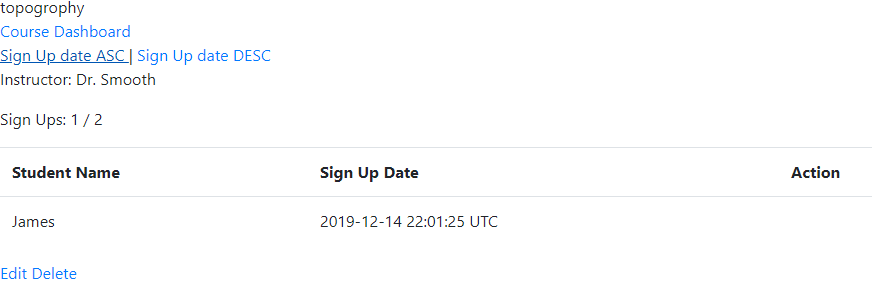 topogrophy
Course Dashboard
Sign Up date ASC | Sign Up date DESC
Instructor: Dr. Smooth
Sign Ups: 1 / 2
Student Name Sign Up Date Action
James 2019-12-14 22:01:25 UTC
Edit Delete